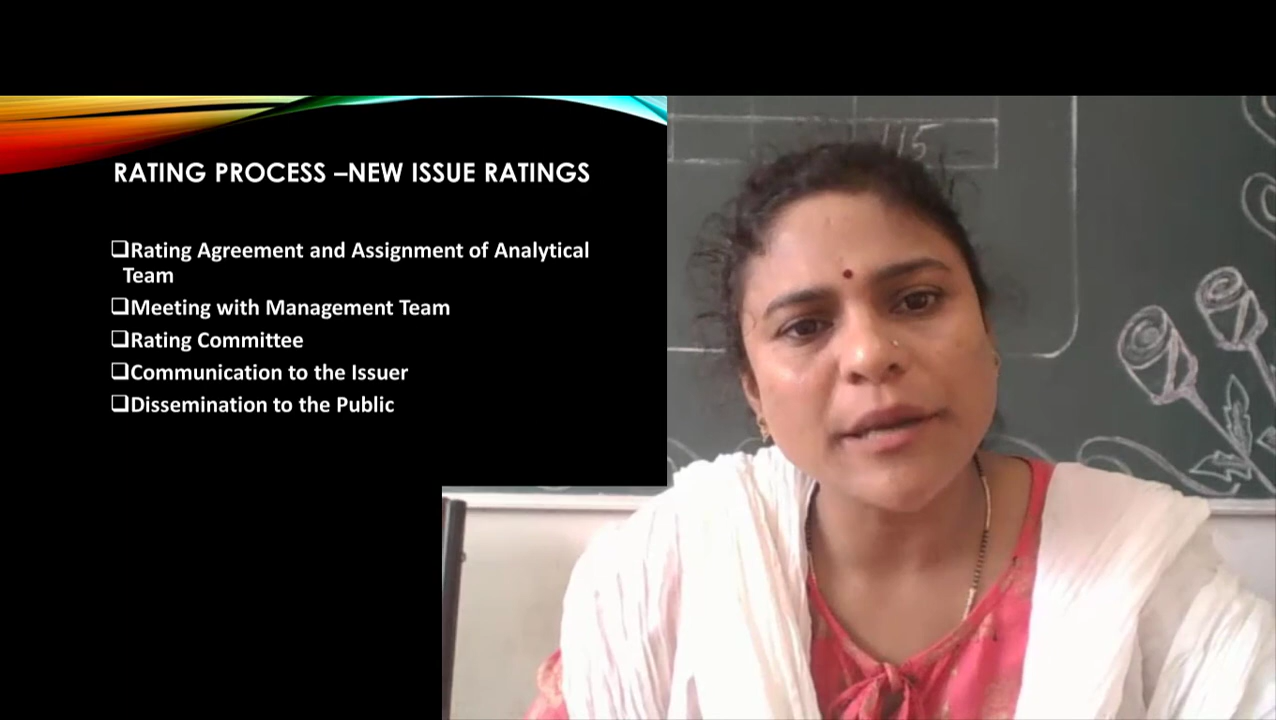 RATING PROCESS –NEW ISSUE RATINGS
❑Rating Agreement and Assignment of Analytical
Team
❑Meeting with Management Team
❑Rating Committee
❑Communication to the Issuer
❑Dissemination to the Public
115